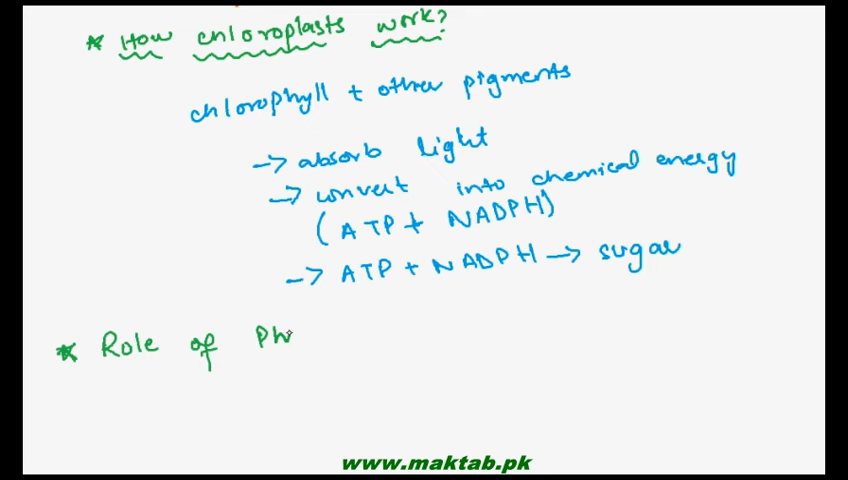 * How chloroplasts work?
chlorophyll + other pigments
-> absorb light
-> convert into chemical energy
(ATP + NADPH)
-> ATP + NADPH -> sugar
* Role of Ph
www.maktab.pk